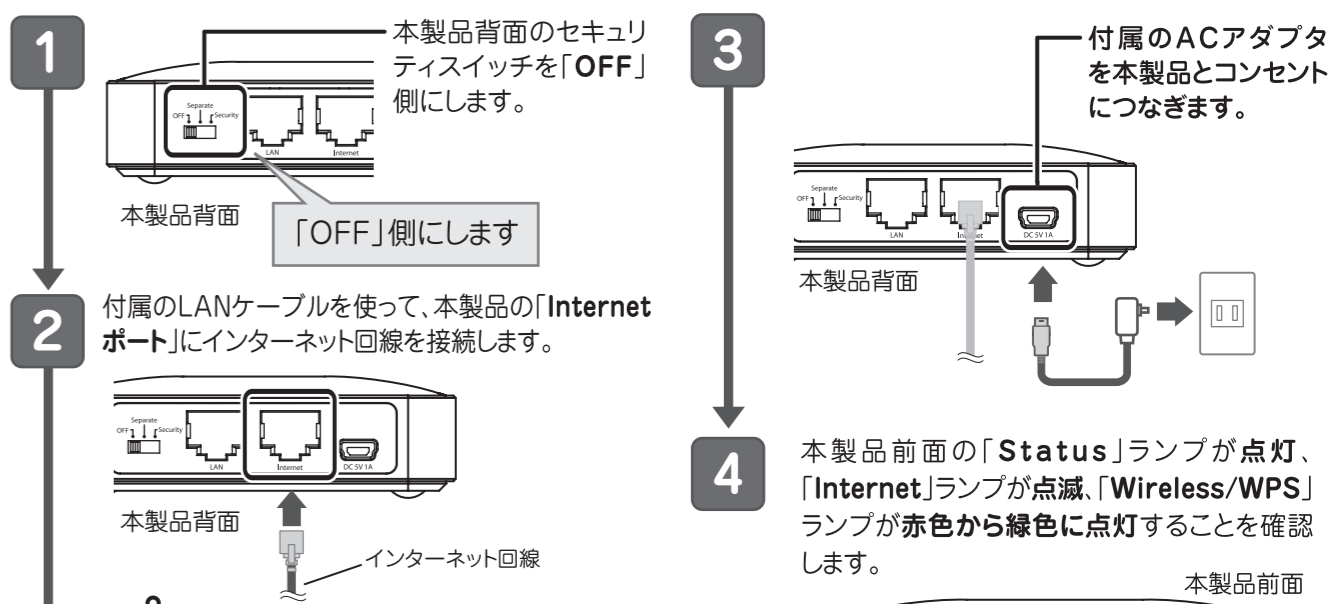 1
本製品背面のセキュリ
ティスイッチを「OFF」
側にします。
Separate
OFF
Security
LAN
Internet
本製品背面
「OFF」側にします
2
付属のLANケーブルを使って、本製品の「Internet
ポート」にインターネット回線を接続します。
Separate
OFF
Security
LAN
Internet
DC 5V 1A
本製品背面
インターネット回線
3
付属のACアダプタ
を本製品とコンセント
につなぎます。
Separate
OFF
Security
LAN
DC 5V 1A
本製品背面
4
本製品前面の「Status」ランプが点灯、
「Internet」ランプが点滅、「Wireless/WPS」
ランプが赤色から緑色に点灯することを確認
します。
本製品前面